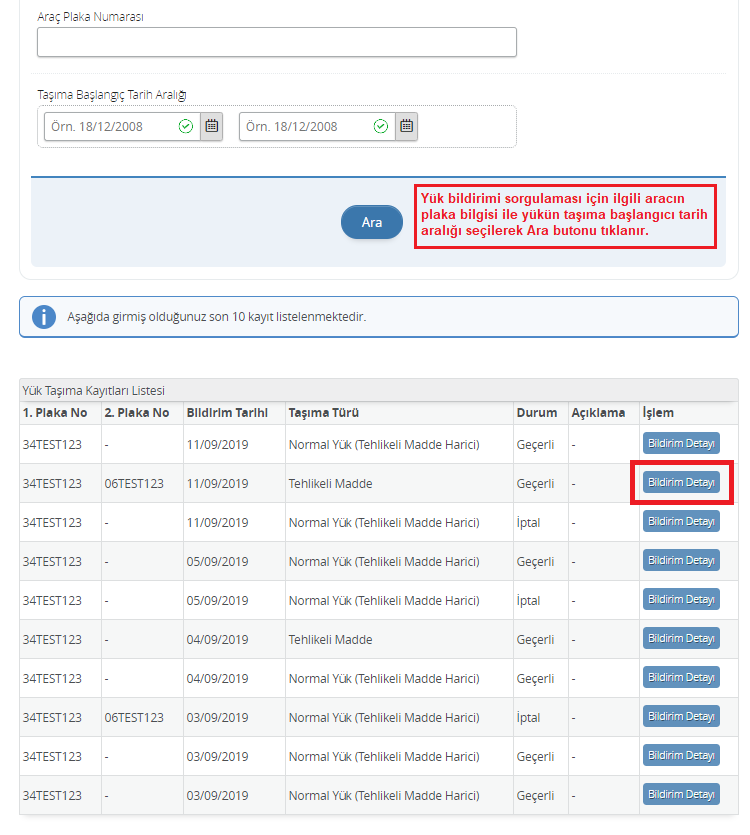 Araç Plaka Numarası
Taşıma Başlangıç Tarih Aralığı
Örn. 18/12/2008 Örn. 18/12/2008
Yük bildirimi sorgulaması için ilgili aracın
plaka bilgisi ile yükün taşıma başlangıcı tarih
aralığı seçilerek Ara butonu tıklanır.
Ara
Aşağıda girmiş olduğunuz son 10 kayıt listelenmektedir.
Yük Taşıma Kayıtları Listesi
1. Plaka No 2. Plaka No Bildirim Tarihi Taşıma Türü Durum Açıklama İşlem
34TEST123 - 11/09/2019 Normal Yük (Tehlikeli Madde Harici) Geçerli - Bildirim Detayı
34TEST123 06TEST123 11/09/2019 Tehlikeli Madde Geçerli - Bildirim Detayı
34TEST123 - 11/09/2019 Normal Yük (Tehlikeli Madde Harici) İptal - Bildirim Detayı
34TEST123 - 05/09/2019 Normal Yük (Tehlikeli Madde Harici) Geçerli - Bildirim Detayı
34TEST123 - 05/09/2019 Normal Yük (Tehlikeli Madde Harici) İptal - Bildirim Detayı
34TEST123 - 04/09/2019 Tehlikeli Madde Geçerli - Bildirim Detayı
34TEST123 - 04/09/2019 Normal Yük (Tehlikeli Madde Harici) Geçerli - Bildirim Detayı
34TEST123 06TEST123 03/09/2019 Normal Yük (Tehlikeli Madde Harici) İptal - Bildirim Detayı
34TEST123 - 03/09/2019 Normal Yük (Tehlikeli Madde Harici) Geçerli - Bildirim Detayı
34TEST123 - 03/09/2019 Normal Yük (Tehlikeli Madde Harici) Geçerli - Bildirim Detayı